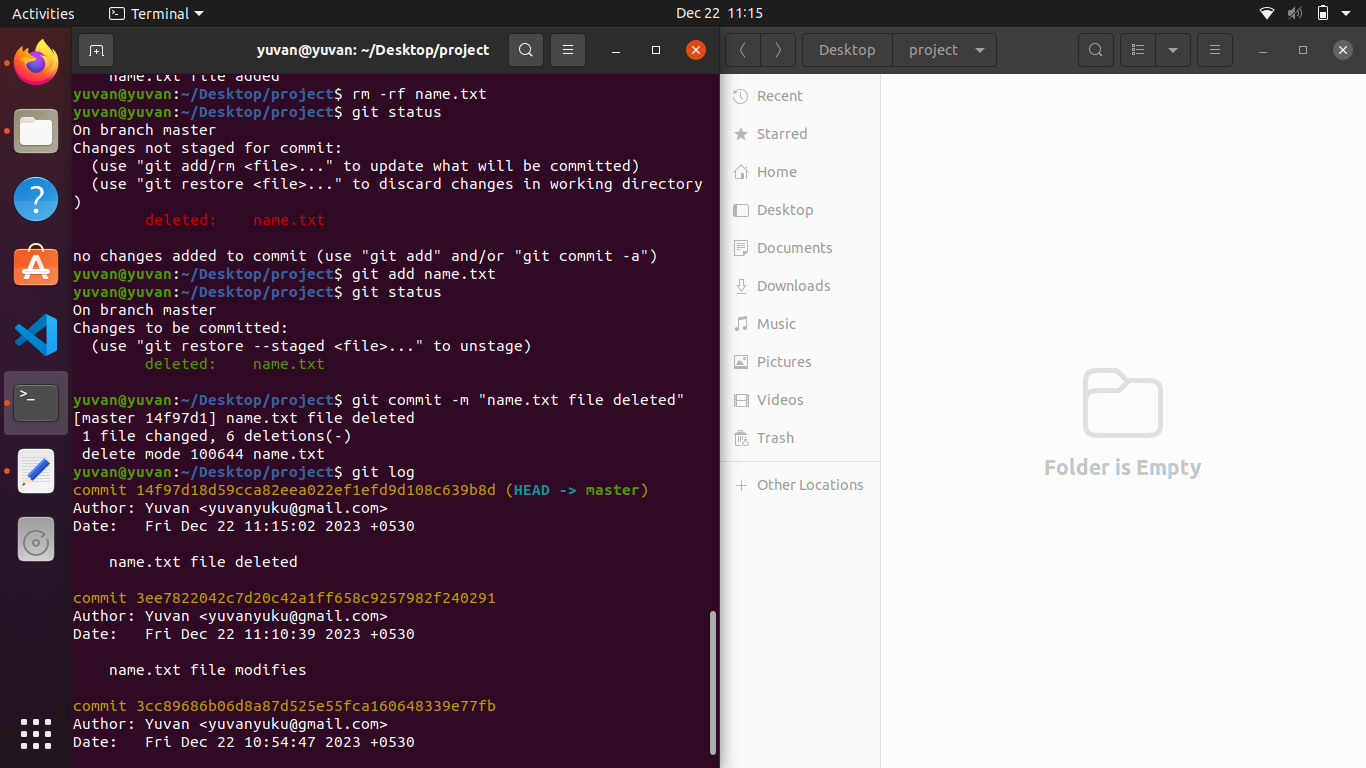 Activities
Terminal
Dec 22 11:15
yuvan@yuvan: ~/Desktop/project
Desktop
project
name.txt file added
yuvan@yuvan:~/Desktop/project$ rm -rf name.txt
yuvan@yuvan:~/Desktop/project$ git status
On branch master
Changes not staged for commit:
  (use "git add/rm <file>..." to update what will be committed)
  (use "git restore <file>..." to discard changes in working directory
)
        deleted:    name.txt
no changes added to commit (use "git add" and/or "git commit -a")
yuvan@yuvan:~/Desktop/project$ git add name.txt
yuvan@yuvan:~/Desktop/project$ git status
On branch master
Changes to be committed:
  (use "git restore --staged <file>..." to unstage)
        deleted:    name.txt
yuvan@yuvan:~/Desktop/project$ git commit -m "name.txt file deleted"
[master 14f97d1] name.txt file deleted
 1 file changed, 6 deletions(-)
 delete mode 100644 name.txt
yuvan@yuvan:~/Desktop/project$ git log
commit 14f97d18d59cca82eea022ef1efd9d108c639b8d (HEAD -> master)
Author: Yuvan <yuvanyuku@gmail.com>
Date:   Fri Dec 22 11:15:02 2023 +0530
    name.txt file deleted
commit 3ee7822042c7d20c42a1ff658c9257982f240291
Author: Yuvan <yuvanyuku@gmail.com>
Date:   Fri Dec 22 11:10:39 2023 +0530
    name.txt file modifies
commit 3cc89686b06d8a87d525e55fca160648339e77fb
Author: Yuvan <yuvanyuku@gmail.com>
Date:   Fri Dec 22 10:54:47 2023 +0530
Recent
Starred
Home
Desktop
Documents
Downloads
Music
Pictures
Videos
Trash
Other Locations
Folder is Empty